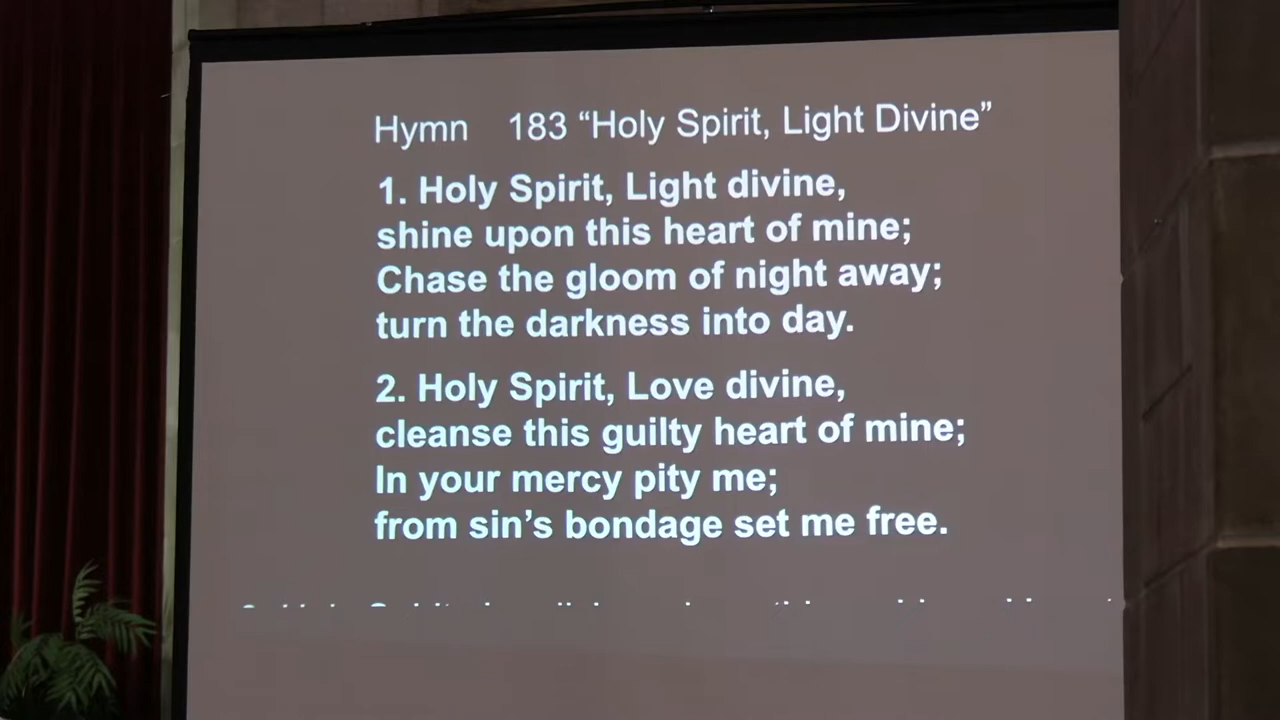 Hymn 183 “Holy Spirit, Light Divine”
1. Holy Spirit, Light divine,
shine upon this heart of mine;
Chase the gloom of night away;
turn the darkness into day.
2. Holy Spirit, Love divine,
cleanse this guilty heart of mine;
In your mercy pity me;
from sin’s bondage set me free.